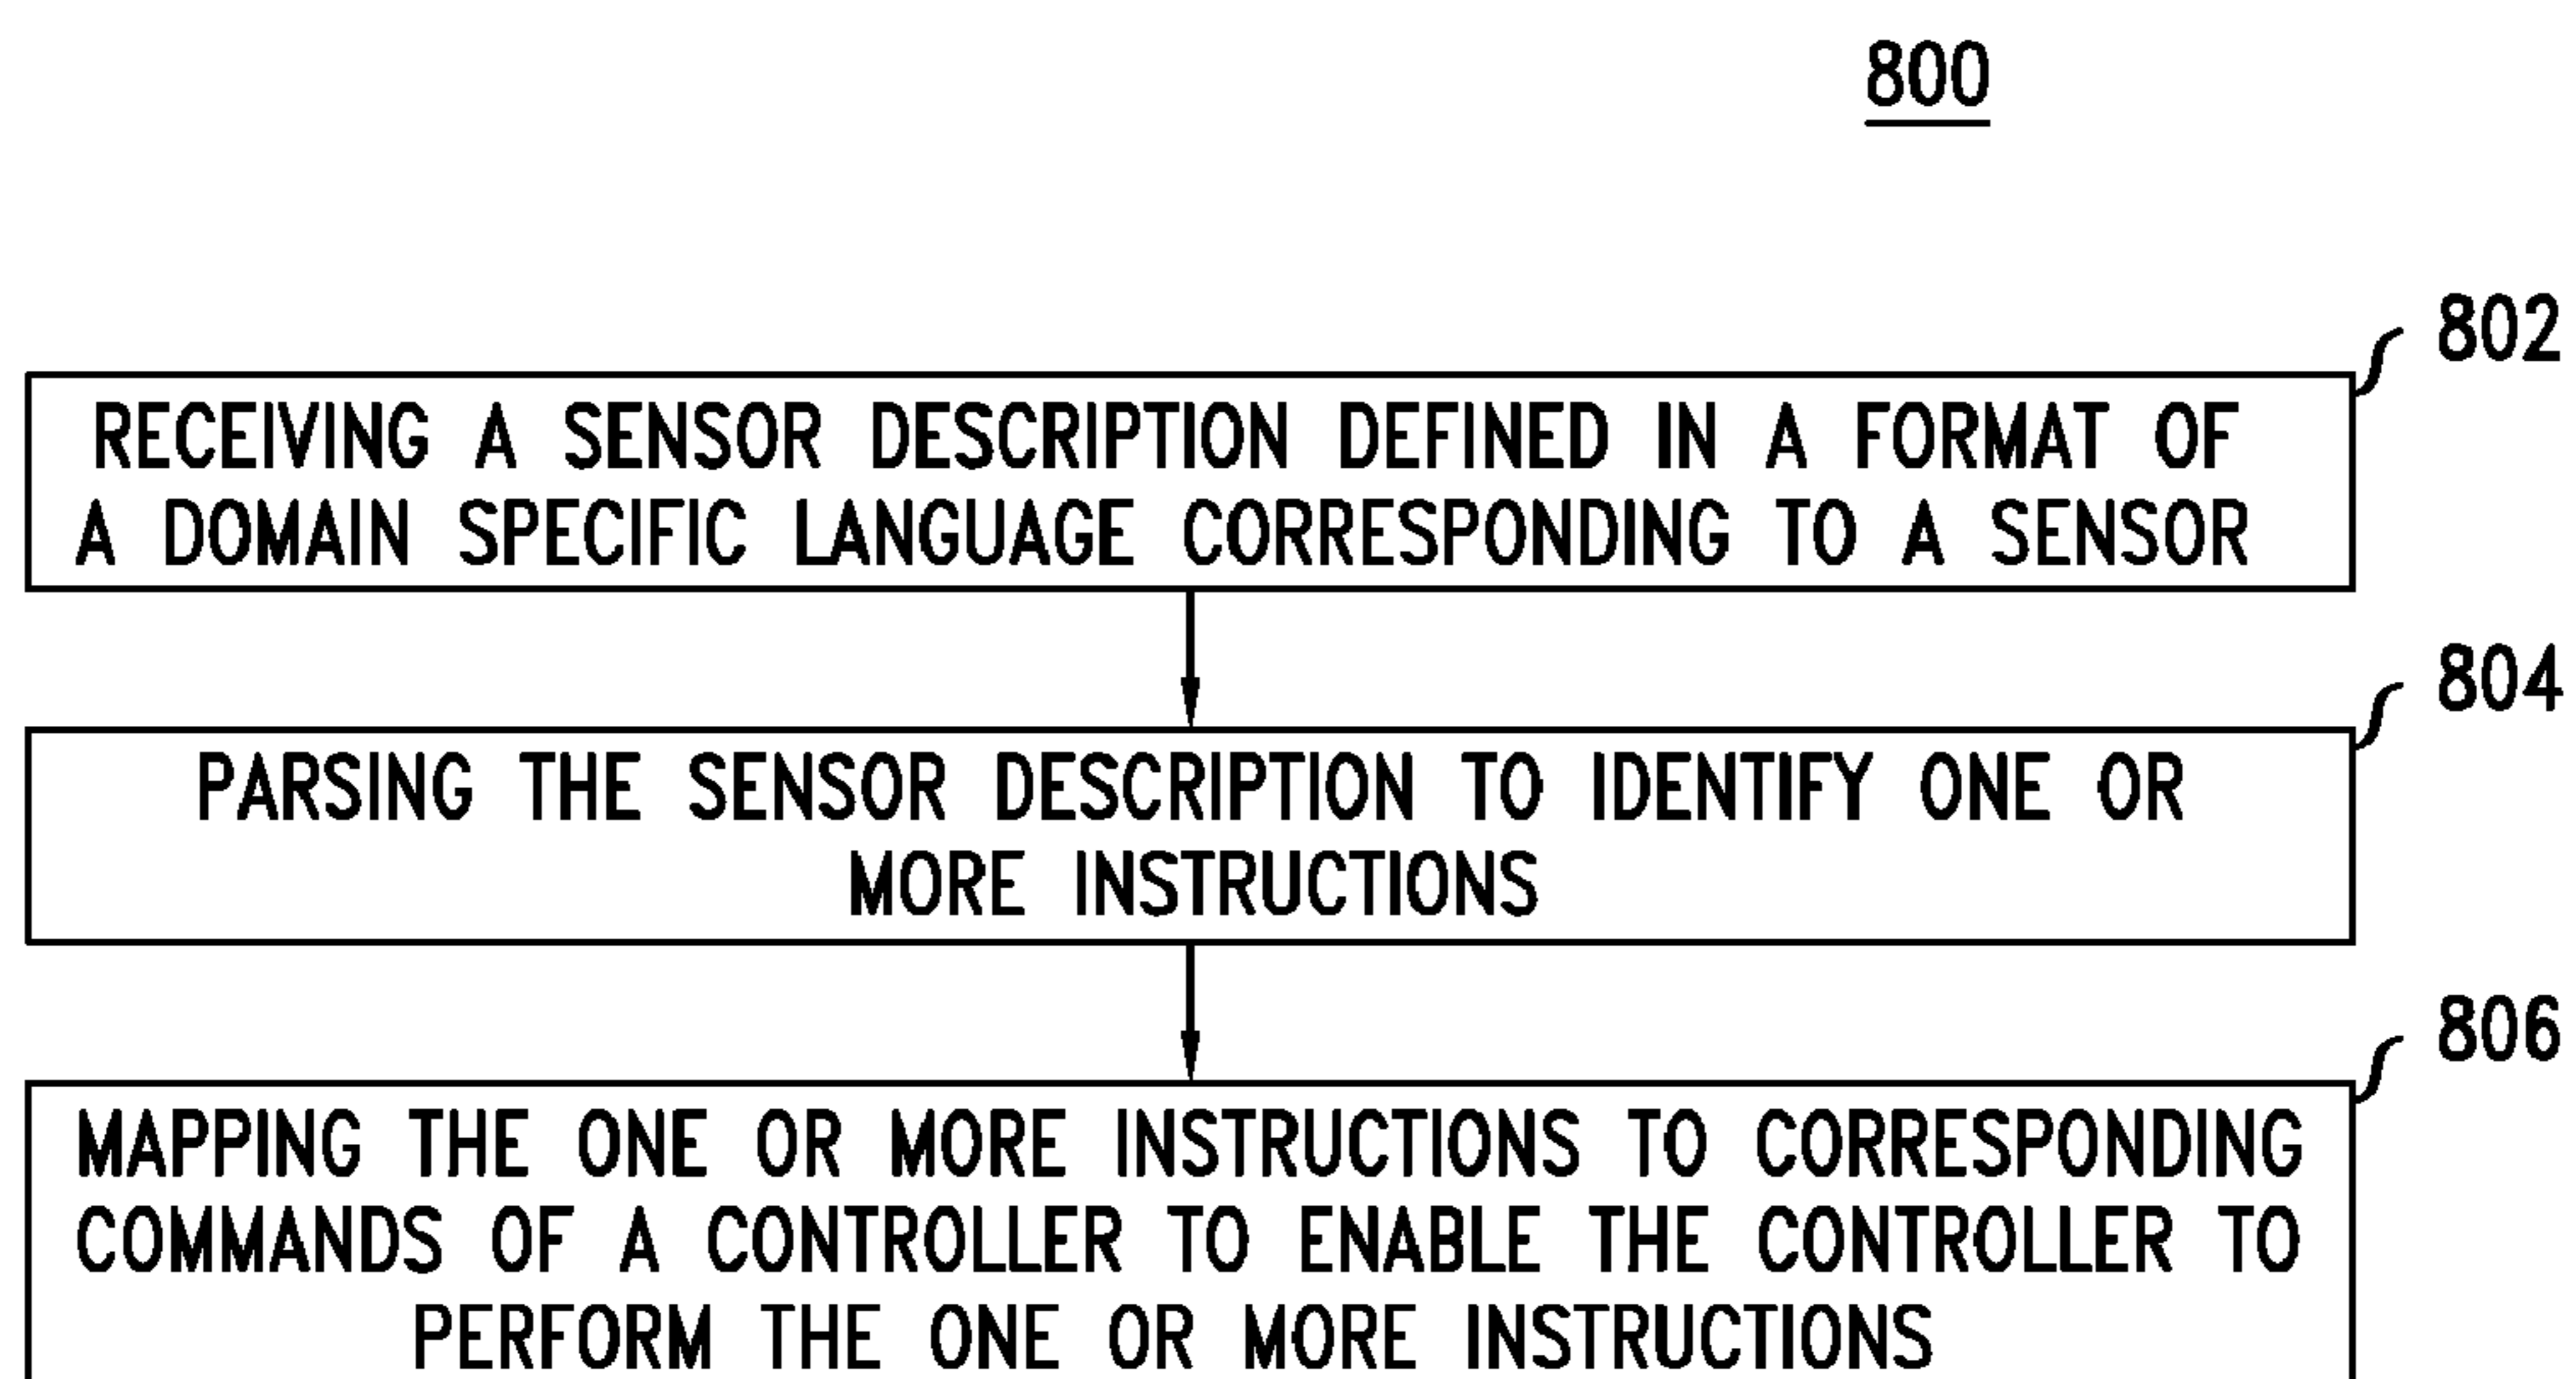 800
802
RECEIVING A SENSOR DESCRIPTION DEFINED IN A FORMAT OF
A DOMAIN SPECIFIC LANGUAGE CORRESPONDING TO A SENSOR
804
PARSING THE SENSOR DESCRIPTION TO IDENTIFY ONE OR
MORE INSTRUCTIONS
806
MAPPING THE ONE OR MORE INSTRUCTIONS TO CORRESPONDING
COMMANDS OF A CONTROLLER TO ENABLE THE CONTROLLER TO
PERFORM THE ONE OR MORE INSTRUCTIONS